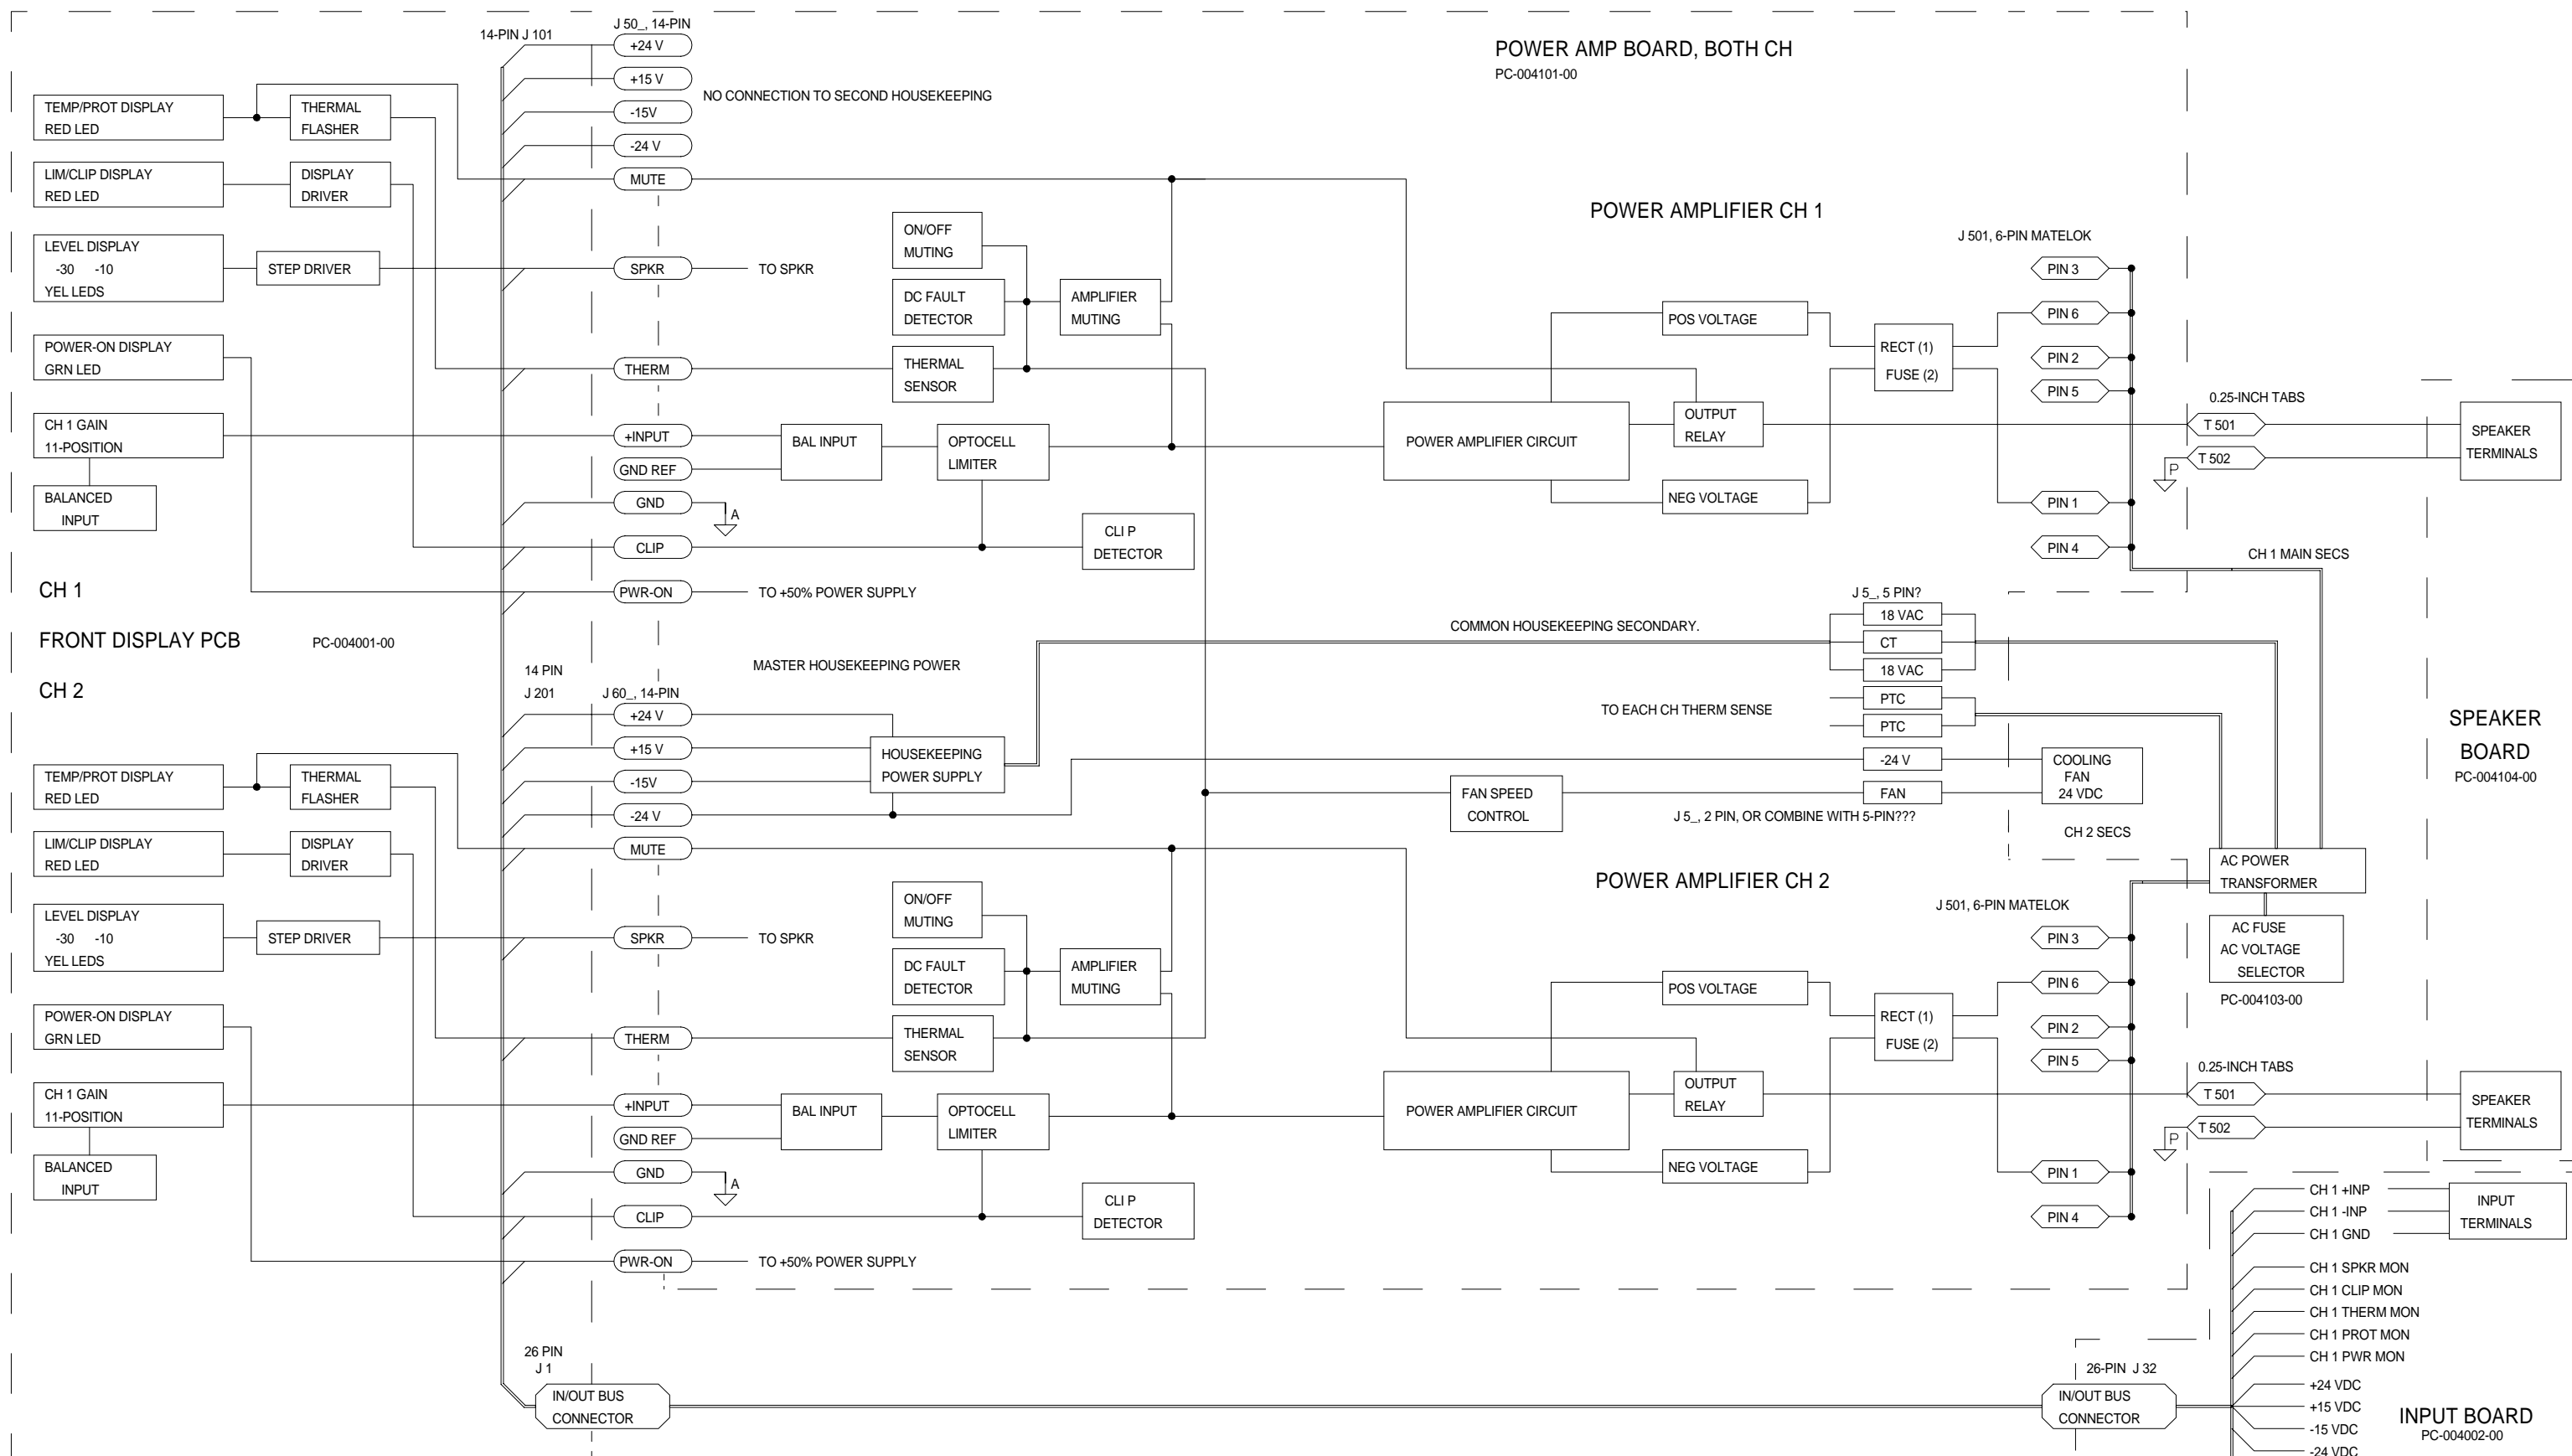 J 50_, 14-PIN
14-PIN J 101
+24 V
POWER AMP BOARD, BOTH CH
PC-004101-00
+15 V
NO CONNECTION TO SECOND HOUSEKEEPING
-15V
-24 V
MUTE
TEMP/PROT DISPLAY
RED LED
THERMAL
FLASHER
LIM/CLIP DISPLAY
RED LED
DISPLAY
DRIVER
LEVEL DISPLAY
-30 -10
YEL LEDS
STEP DRIVER
SPKR
TO SPKR
ON/OFF
MUTING
DC FAULT
DETECTOR
AMPLIFIER
MUTING
THERMAL
SENSOR
POWER AMPLIFIER CH 1
J 501, 6-PIN MATELOK
PIN 3
PIN 6
PIN 2
PIN 5
PIN 1
PIN 4
POS VOLTAGE
RECT (1)
FUSE (2)
POWER-ON DISPLAY
GRN LED
THERM
CH 1 GAIN
11-POSITION
BALANCED
INPUT
+INPUT
GND REF
GND
A
CLIP
PWR-ON
TO +50% POWER SUPPLY
BAL INPUT
OPTOCELL
LIMITER
CLI P
DETECTOR
POWER AMPLIFIER CIRCUIT
OUTPUT
RELAY
NEG VOLTAGE
0.25-INCH TABS
T 501
T 502
P
SPEAKER
TERMINALS
CH 1 MAIN SECS
CH 1
FRONT DISPLAY PCB
PC-004001-00
CH 2
14 PIN
J 201
J 60_, 14-PIN
MASTER HOUSEKEEPING POWER
COMMON HOUSEKEEPING SECONDARY.
J 5_, 5 PIN?
18 VAC
CT
18 VAC
PTC
PTC
TO EACH CH THERM SENSE
-24 V
FAN
COOLING
FAN
24 VDC
FAN SPEED
CONTROL
J 5_, 2 PIN, OR COMBINE WITH 5-PIN???
CH 2 SECS
SPEAKER
BOARD
PC-004104-00
+24 V
+15 V
-15V
-24 V
MUTE
HOUSEKEEPING
POWER SUPPLY
TEMP/PROT DISPLAY
RED LED
THERMAL
FLASHER
LIM/CLIP DISPLAY
RED LED
DISPLAY
DRIVER
LEVEL DISPLAY
-30 -10
YEL LEDS
STEP DRIVER
SPKR
TO SPKR
ON/OFF
MUTING
DC FAULT
DETECTOR
AMPLIFIER
MUTING
THERMAL
SENSOR
POWER AMPLIFIER CH 2
J 501, 6-PIN MATELOK
PIN 3
PIN 6
PIN 2
PIN 5
PIN 1
PIN 4
AC POWER
TRANSFORMER
AC FUSE
AC VOLTAGE
SELECTOR
PC-004103-00
POS VOLTAGE
RECT (1)
FUSE (2)
POWER-ON DISPLAY
GRN LED
THERM
CH 1 GAIN
11-POSITION
BALANCED
INPUT
+INPUT
GND REF
GND
A
CLIP
PWR-ON
TO +50% POWER SUPPLY
BAL INPUT
OPTOCELL
LIMITER
CLI P
DETECTOR
POWER AMPLIFIER CIRCUIT
OUTPUT
RELAY
NEG VOLTAGE
0.25-INCH TABS
T 501
T 502
P
SPEAKER
TERMINALS
CH 1 +INP
CH 1 -INP
CH 1 GND
INPUT
TERMINALS
CH 1 SPKR MON
CH 1 CLIP MON
CH 1 THERM MON
CH 1 PROT MON
CH 1 PWR MON
26 PIN
J 1
IN/OUT BUS
CONNECTOR
26-PIN J 32
IN/OUT BUS
CONNECTOR
+24 VDC
+15 VDC
-15 VDC
-24 VDC
INPUT BOARD
PC-004002-00